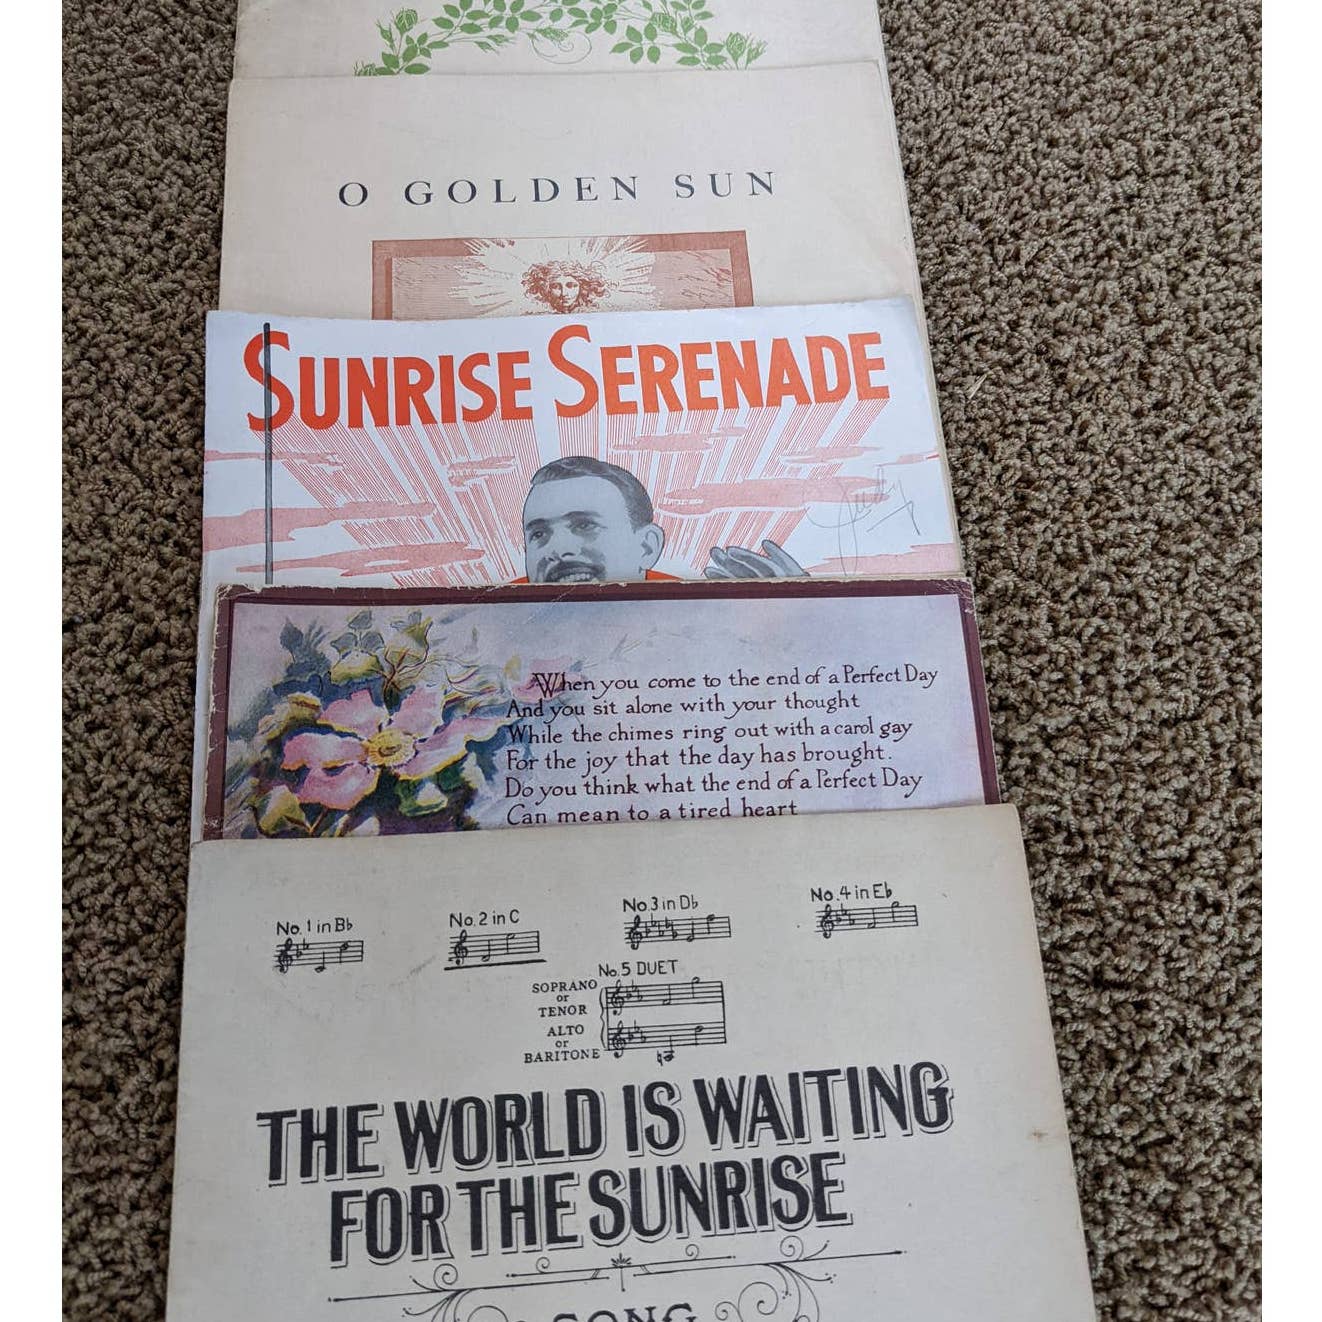 O GOLDEN SUN
SUNRISE SERENADE
Judy
When you come to the end of a Perfect Day
And you sit alone with your thought
While the chimes ring out with a carol gay
For the joy that the day has brought.
Do you think what the end of a Perfect Day
Can mean to a tired heart
No. 1 in B♭
No. 2 in C
No. 3 in D♭
No. 4 in E♭
No. 5 DUET
SOPRANO
or
TENOR
ALTO
or
BARITONE
THE WORLD IS WAITING
FOR THE SUNRISE
SONG